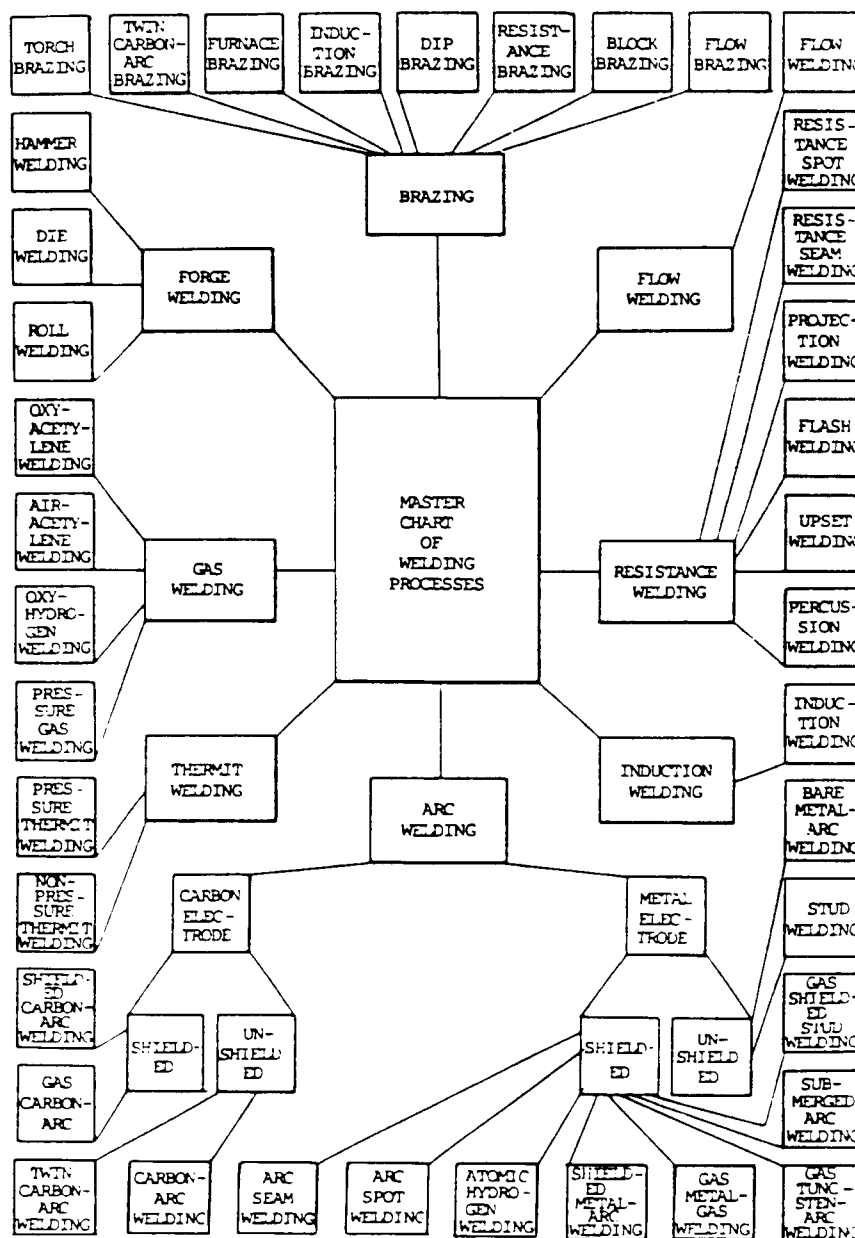 TORCH
BRAZING
TWIN
CARBON-
ARC
BRAZING
FURNACE
BRAZING
INDUC-
TION
BRAZING
DIP
BRAZING
RESIST-
ANCE
BRAZING
BLOCK
BRAZING
FLOW
BRAZING
FLOW
WELDING
HAMMER
WELDING
BRAZING
RESIS-
TANCE
SPOT
WELDING
DIE
WELDING
FORGE
WELDING
FLOW
WELDING
RESIS-
TANCE
SEAM
WELDING
ROLL
WELDING
PROJEC-
TION
WELDING
OXY-
ACETY-
LENE
WELDING
FLASH
WELDING
AIR-
ACETY-
LENE
WELDING
MASTER
CHART
OF
WELDING
PROCESSES
UPSET
WELDING
GAS
WELDING
RESISTANCE
WELDING
OXY-
HYDRO-
GEN
WELDING
PERCUS-
SION
WELDING
PRES-
SURE
GAS
WELDING
INDUC-
TION
WELDING
THERMIT
WELDING
INDUCTION
WELDING
PRES-
SURE
THERMIT
WELDING
ARC
WELDING
BARE
METAL-
ARC
WELDING
NON-
PRES-
SURE
THERMIT
WELDING
CARBON
ELEC-
TRODE
METAL
ELEC-
TRODE
STUD
WELDING
SHIELD-
ED
CARBON-
ARC
WELDING
SHIELD-
ED
UN-
SHIELD
ED
SHIELD-
ED
UN-
SHIELD
ED
GAS
SHIELD-
ED
STUD
WELDING
GAS
CARBON-
ARC
SUB-
MERGED
ARC
WELDING
TWIN
CARBON-
ARC
WELDING
CARBON-
ARC
WELDING
ARC
SEAM
WELDING
ARC
SPOT
WELDING
ATOMIC
HYDRO-
GEN
WELDING
SHIELD-
ED
METAL-
ARC
WELDING
GAS
METAL-
GAS
WELDING
GAS
TUNG-
STEN-
ARC
WELDING